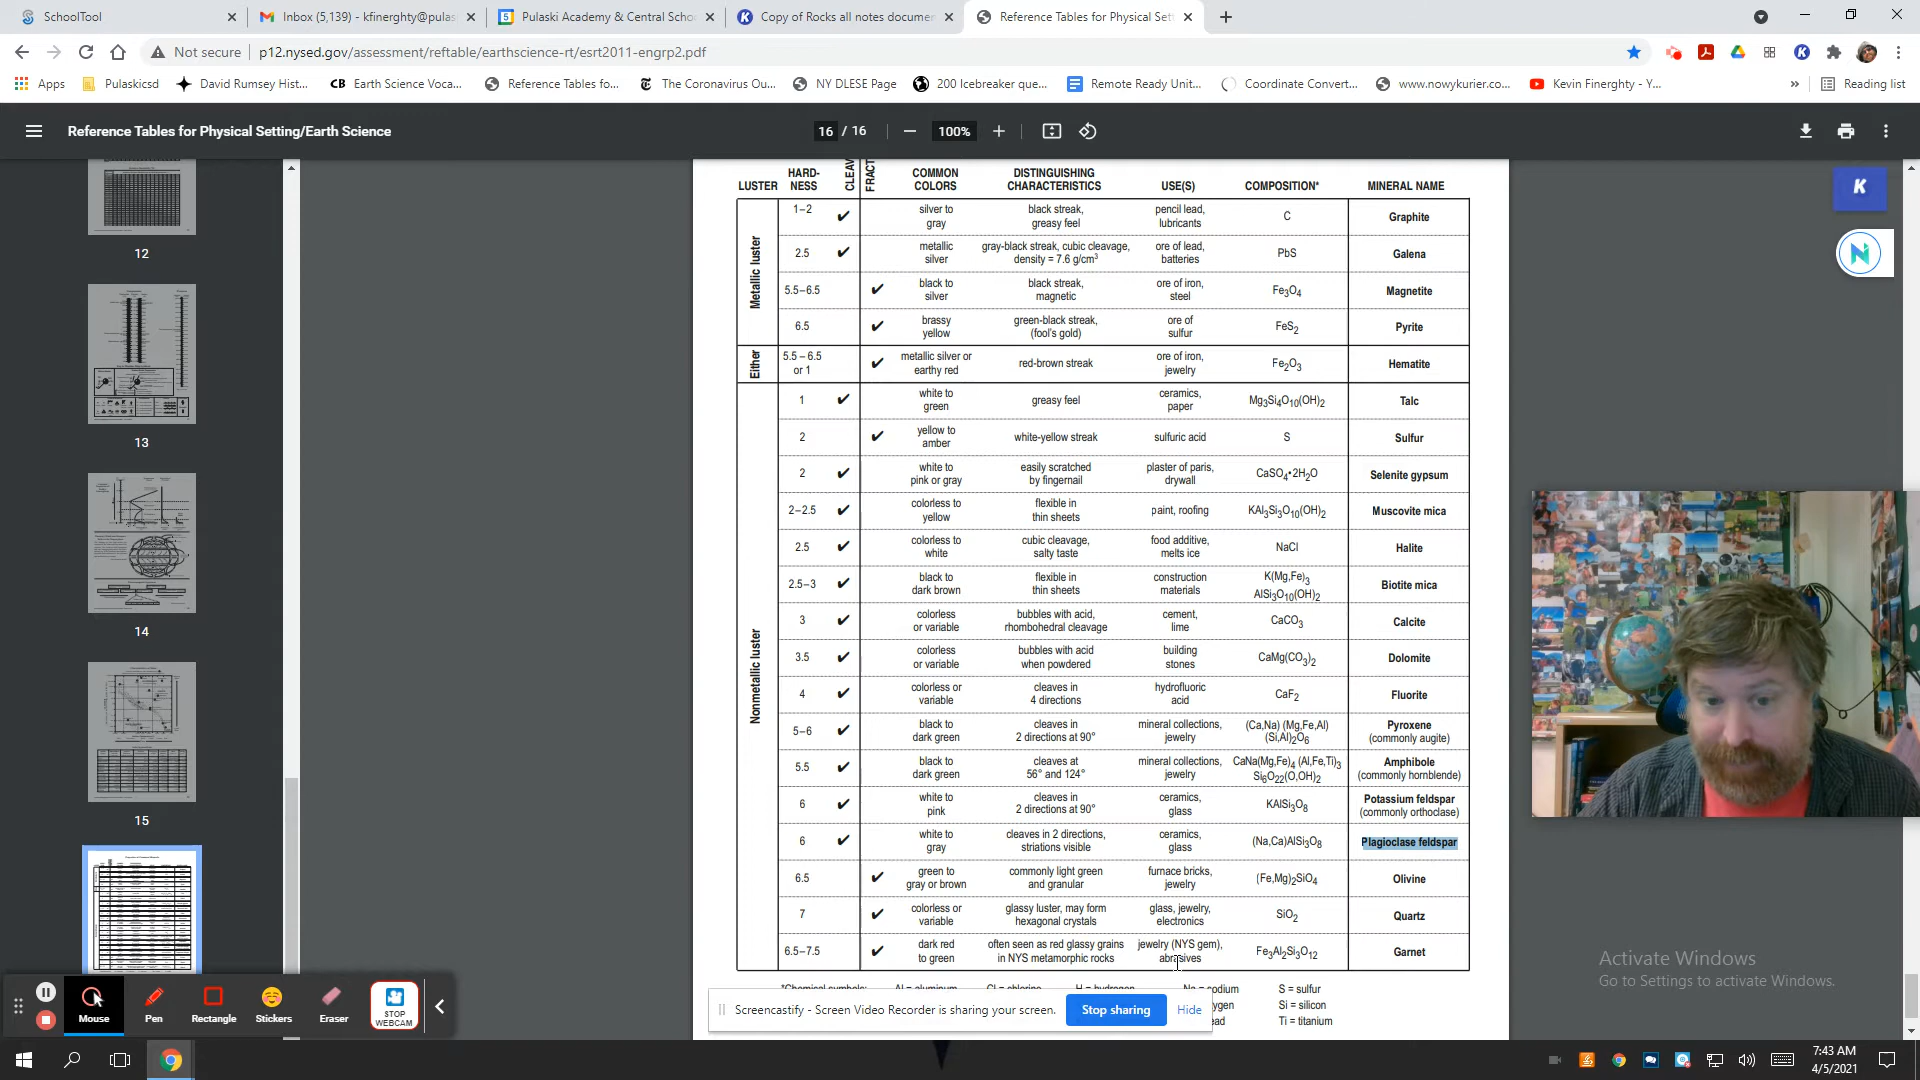 SchoolTool
Inbox (5,139) - kfinerghty@pulas
Pulaski Academy & Central Scho
Copy of Rocks all notes documen
Reference Tables for Physical Set
Not secure
p12.nysed.gov/assessment/reftable/earthscience-rt/esrt2011-engrp2.pdf
Apps
Pulaskicsd
David Rumsey Hist...
CB Earth Science Voca...
Reference Tables fo...
The Coronavirus Ou...
NY DLESE Page
200 Icebreaker que...
Remote Ready Unit...
Coordinate Convert...
www.nowykurier.co...
Kevin Finerghty - Y...
»
Reading list
Reference Tables for Physical Setting/Earth Science
16 / 16
100%
12
13
14
15
LUSTER HARD-NESS CLEAV FRACT COMMON COLORS DISTINGUISHING CHARACTERISTICS USE(S) COMPOSITION* MINERAL NAME
Metallic luster
1–2 ✔ silver to gray black streak, greasy feel pencil lead, lubricants C Graphite
2.5 ✔ metallic silver gray-black streak, cubic cleavage, density = 7.6 g/cm³ ore of lead, batteries PbS Galena
5.5–6.5 ✔ black to silver black streak, magnetic ore of iron, steel Fe₃O₄ Magnetite
6.5 ✔ brassy yellow green-black streak, (fool's gold) ore of sulfur FeS₂ Pyrite
Either
5.5 – 6.5 or 1 ✔ metallic silver or earthy red red-brown streak ore of iron, jewelry Fe₂O₃ Hematite
Nonmetallic luster
1 ✔ white to green greasy feel ceramics, paper Mg₃Si₄O₁₀(OH)₂ Talc
2 ✔ yellow to amber white-yellow streak sulfuric acid S Sulfur
2 ✔ white to pink or gray easily scratched by fingernail plaster of paris, drywall CaSO₄•2H₂O Selenite gypsum
2–2.5 ✔ colorless to yellow flexible in thin sheets paint, roofing KAl₃Si₃O₁₀(OH)₂ Muscovite mica
2.5 ✔ colorless to white cubic cleavage, salty taste food additive, melts ice NaCl Halite
2.5–3 ✔ black to dark brown flexible in thin sheets construction materials K(Mg,Fe)₃ AlSi₃O₁₀(OH)₂ Biotite mica
3 ✔ colorless or variable bubbles with acid, rhombohedral cleavage cement, lime CaCO₃ Calcite
3.5 ✔ colorless or variable bubbles with acid when powdered building stones CaMg(CO₃)₂ Dolomite
4 ✔ colorless or variable cleaves in 4 directions hydrofluoric acid CaF₂ Fluorite
5–6 ✔ black to dark green cleaves in 2 directions at 90° mineral collections, jewelry (Ca,Na) (Mg,Fe,Al) (Si,Al)₂O₆ Pyroxene (commonly augite)
5.5 ✔ black to dark green cleaves at 56° and 124° mineral collections, jewelry CaNa(Mg,Fe)₄ (Al,Fe,Ti)₃ Si₆O₂₂(O,OH)₂ Amphibole (commonly hornblende)
6 ✔ white to pink cleaves in 2 directions at 90° ceramics, glass KAlSi₃O₈ Potassium feldspar (commonly orthoclase)
6 ✔ white to gray cleaves in 2 directions, striations visible ceramics, glass (Na,Ca)AlSi₃O₈ Plagioclase feldspar
6.5 ✔ green to gray or brown commonly light green and granular furnace bricks, jewelry (Fe,Mg)₂SiO₄ Olivine
7 ✔ colorless or variable glassy luster, may form hexagonal crystals glass, jewelry, electronics SiO₂ Quartz
6.5–7.5 ✔ dark red to green often seen as red glassy grains in NYS metamorphic rocks jewelry (NYS gem), abrasives Fe₃Al₂Si₃O₁₂ Garnet
S = sulfur
Si = silicon
Ti = titanium
Screencastify - Screen Video Recorder is sharing your screen.
Stop sharing
Hide
Mouse
Pen
Rectangle
Stickers
Eraser
STOP WEBCAM
Activate Windows
Go to Settings to activate Windows.
7:43 AM
4/5/2021